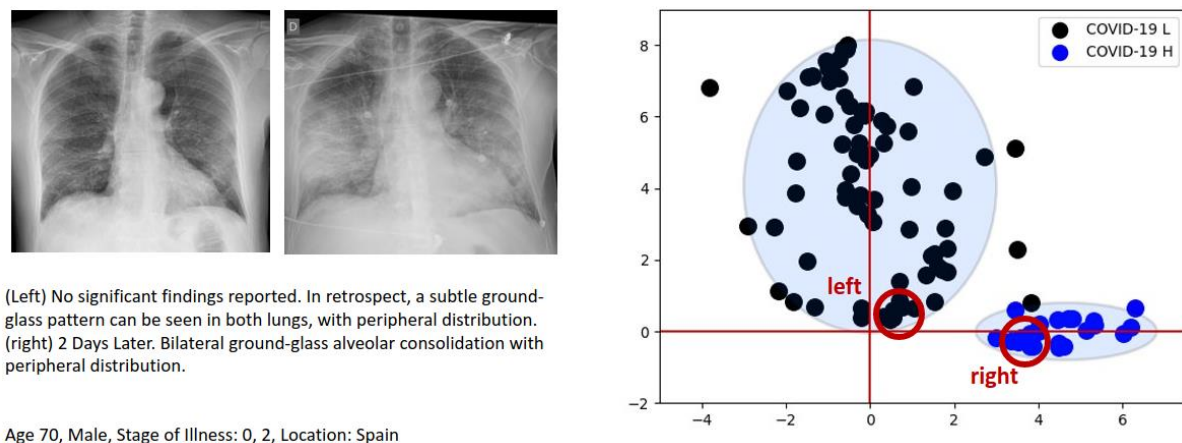 D
(Left) No significant findings reported. In retrospect, a subtle ground-
glass pattern can be seen in both lungs, with peripheral distribution.
(right) 2 Days Later. Bilateral ground-glass alveolar consolidation with
peripheral distribution.
Age 70, Male, Stage of Illness: 0, 2, Location: Spain
COVID-19 L
COVID-19 H
8
6
4
2
0
−2
−4
−2
0
2
4
6
left
right